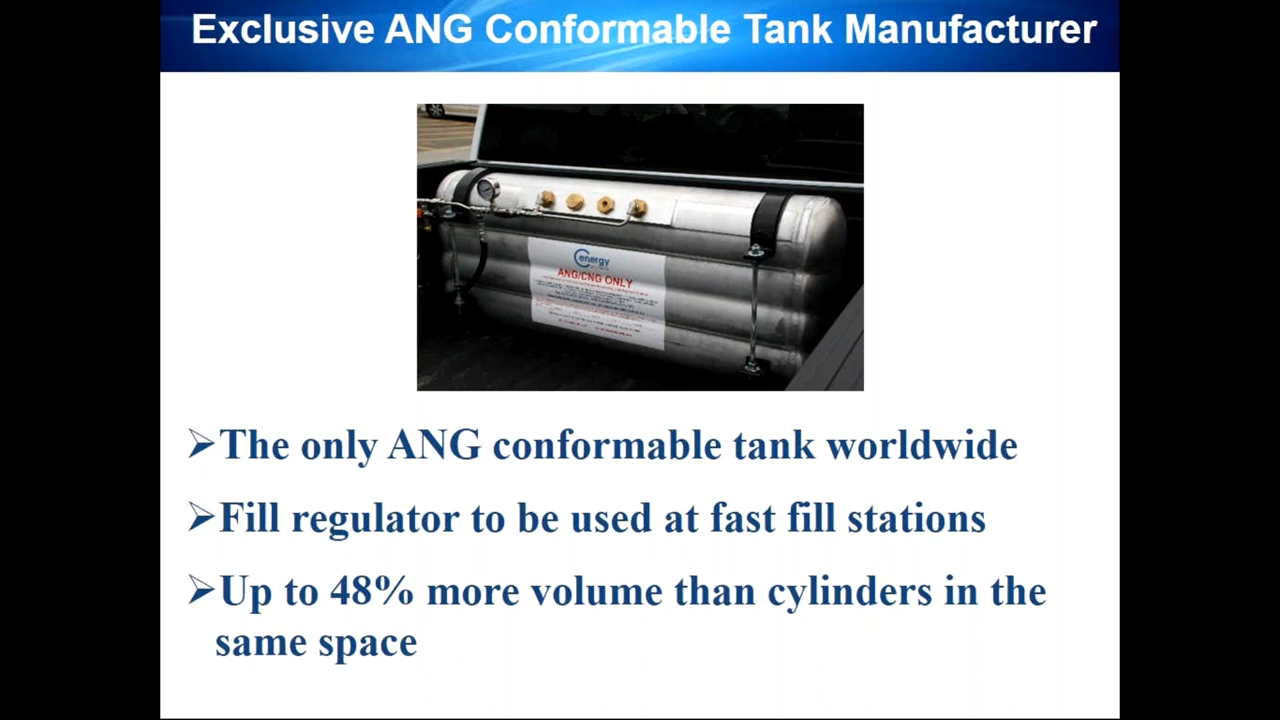 Exclusive ANG Conformable Tank Manufacturer
Cenergy
ANG/CNG ONLY
➢The only ANG conformable tank worldwide
➢Fill regulator to be used at fast fill stations
➢Up to 48% more volume than cylinders in the
same space